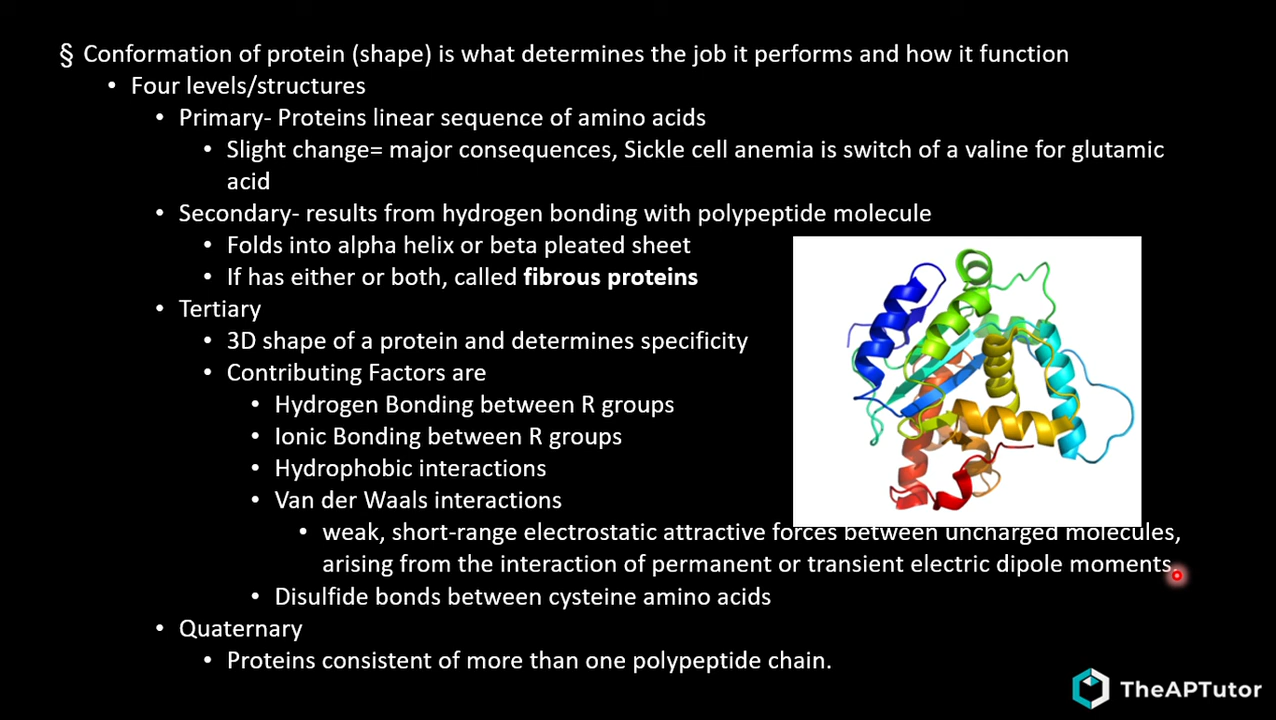 § Conformation of protein (shape) is what determines the job it performs and how it function
• Four levels/structures
• Primary- Proteins linear sequence of amino acids
• Slight change= major consequences, Sickle cell anemia is switch of a valine for glutamic
acid
• Secondary- results from hydrogen bonding with polypeptide molecule
• Folds into alpha helix or beta pleated sheet
• If has either or both, called fibrous proteins
• Tertiary
• 3D shape of a protein and determines specificity
• Contributing Factors are
• Hydrogen Bonding between R groups
• Ionic Bonding between R groups
• Hydrophobic interactions
• Van der Waals interactions
• weak, short-range electrostatic attractive forces between uncharged molecules,
arising from the interaction of permanent or transient electric dipole moments.
• Disulfide bonds between cysteine amino acids
• Quaternary
• Proteins consistent of more than one polypeptide chain.
TheAPTutor